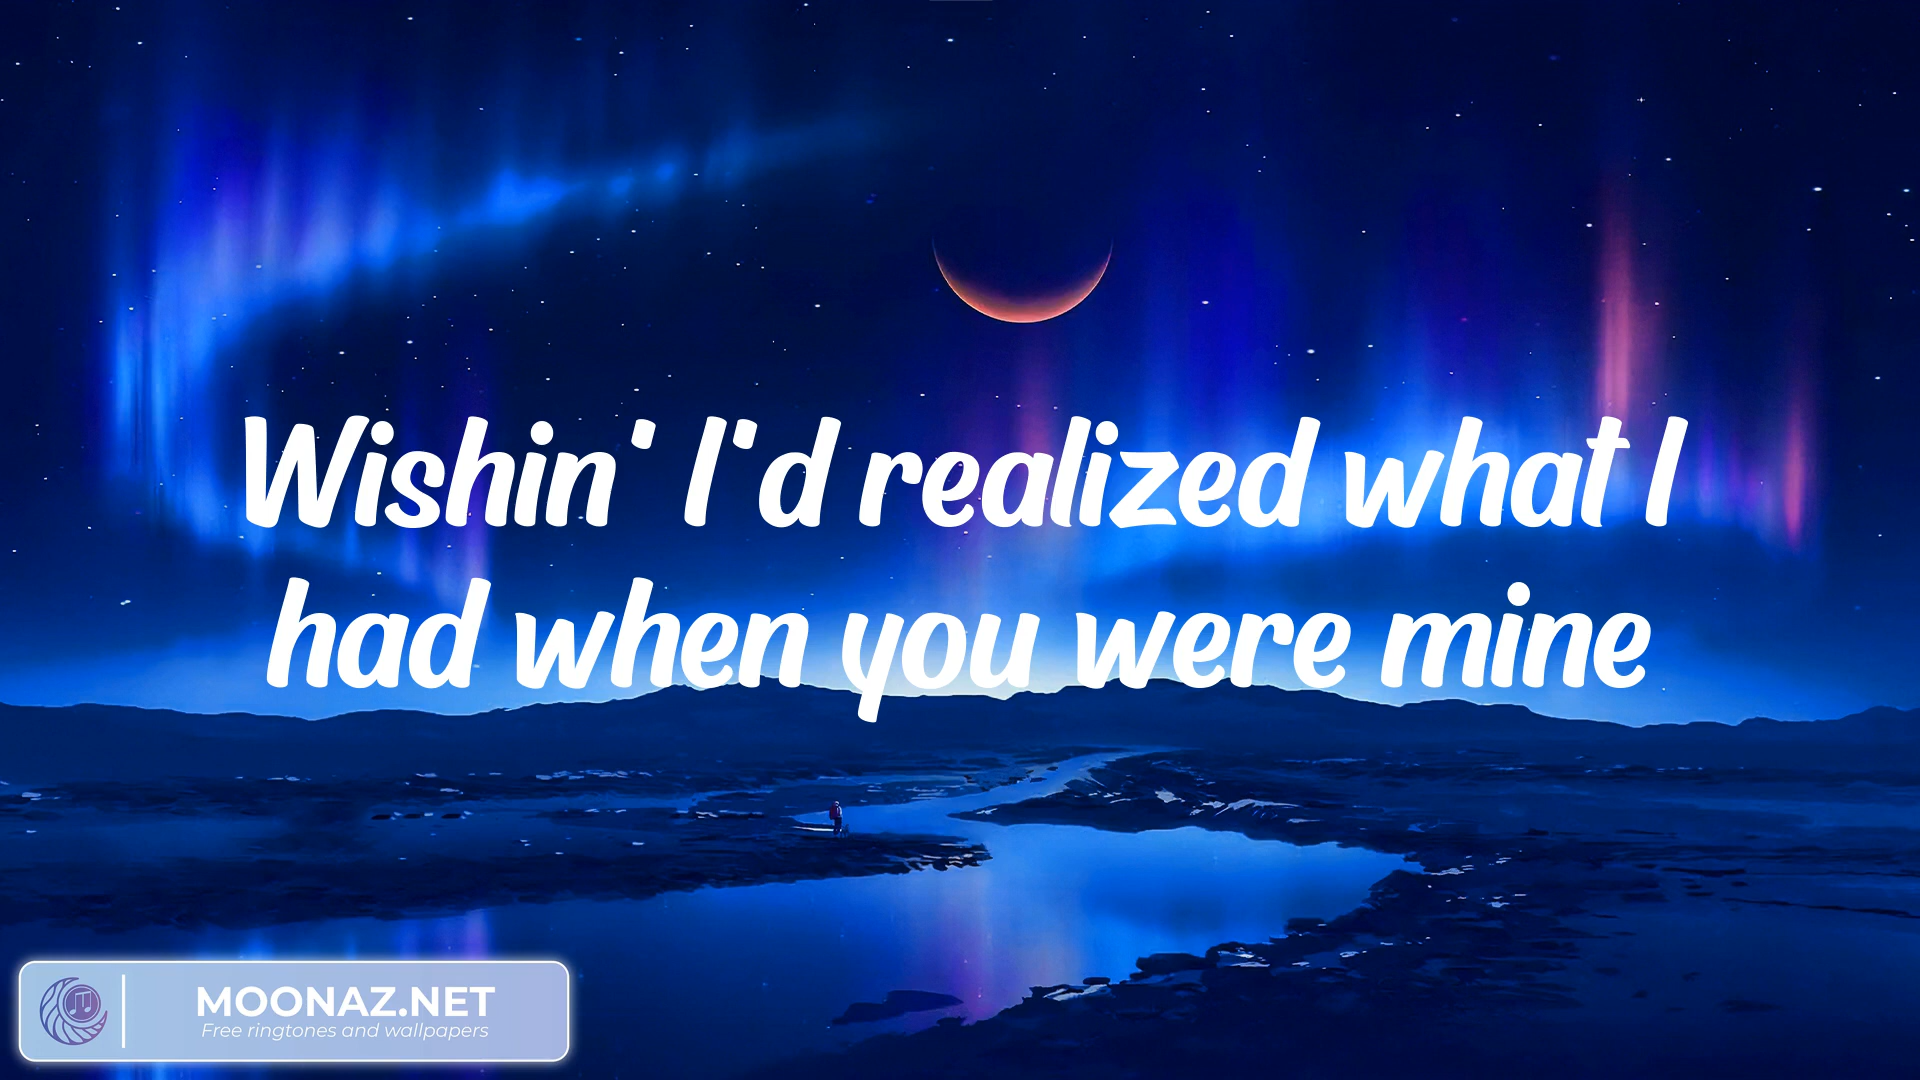 Wishin' I'd realized what I
had when you were mine
MOONAZ.NET
Free ringtones and wallpapers